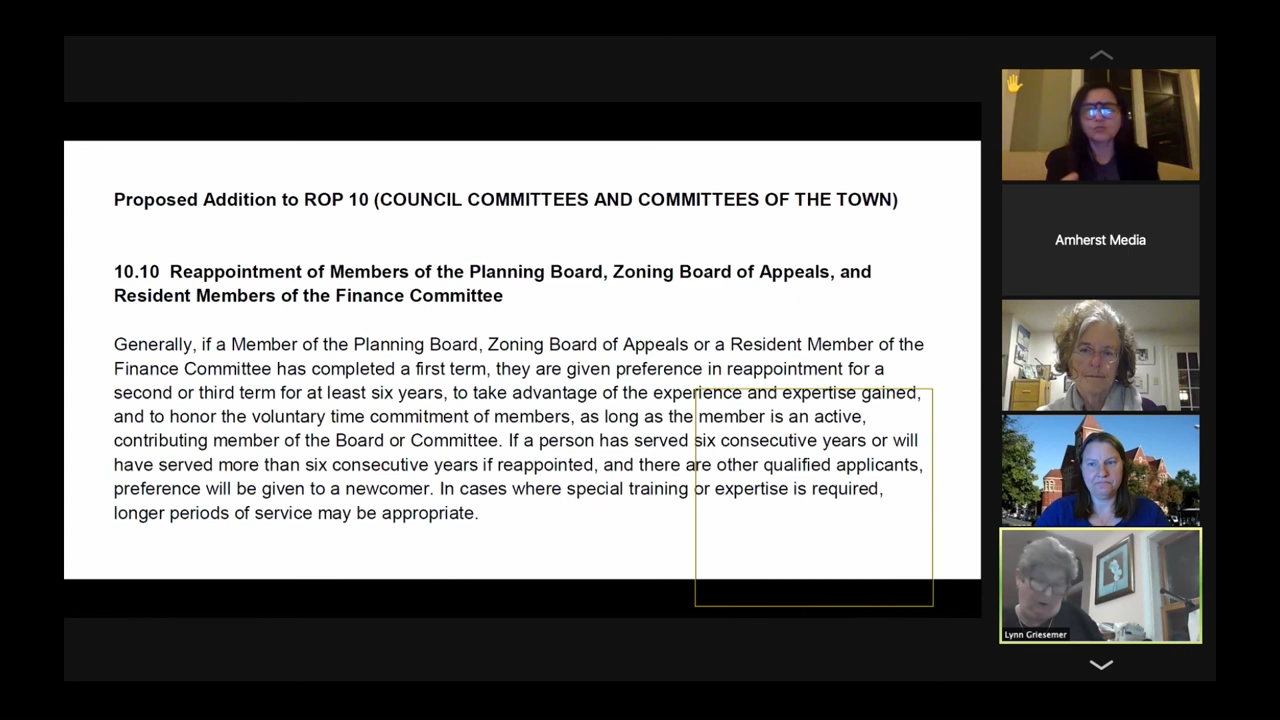 Proposed Addition to ROP 10 (COUNCIL COMMITTEES AND COMMITTEES OF THE TOWN)
10.10 Reappointment of Members of the Planning Board, Zoning Board of Appeals, and
Resident Members of the Finance Committee
Generally, if a Member of the Planning Board, Zoning Board of Appeals or a Resident Member of the
Finance Committee has completed a first term, they are given preference in reappointment for a
second or third term for at least six years, to take advantage of the experience and expertise gained,
and to honor the voluntary time commitment of members, as long as the member is an active,
contributing member of the Board or Committee. If a person has served six consecutive years or will
have served more than six consecutive years if reappointed, and there are other qualified applicants,
preference will be given to a newcomer. In cases where special training or expertise is required,
longer periods of service may be appropriate.
Amherst Media
Lynn Griesemer